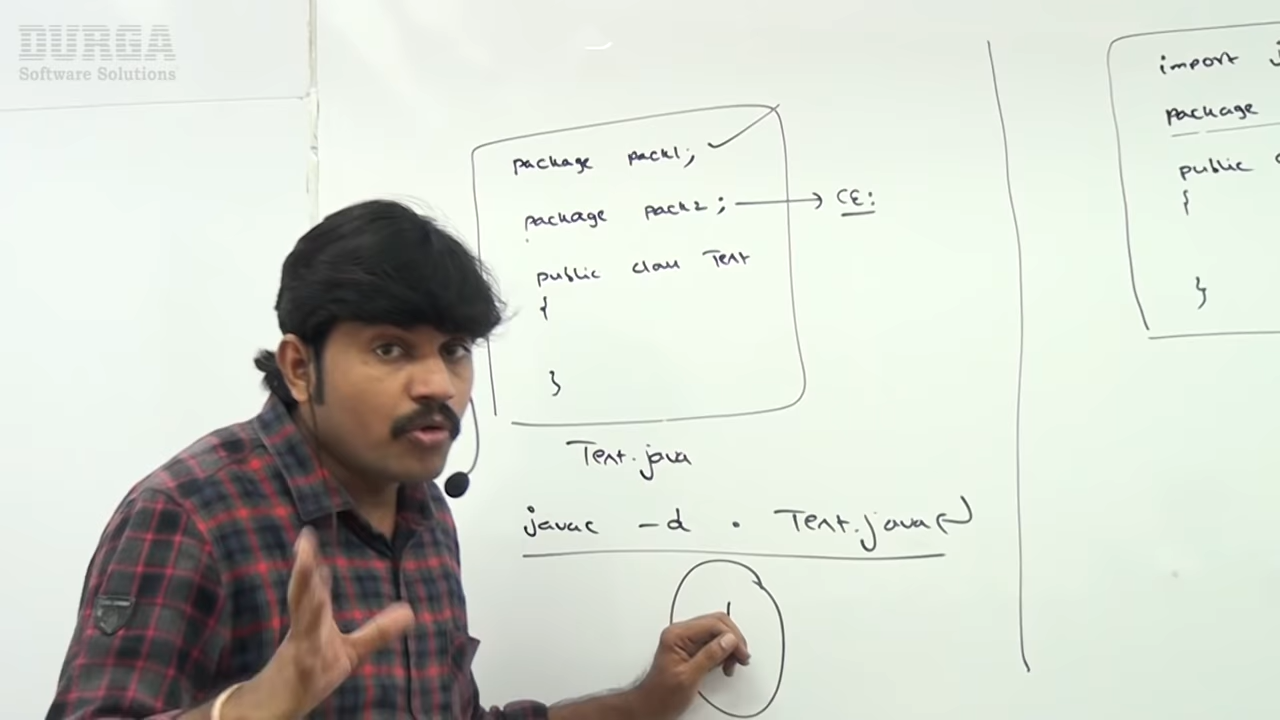 DURGA
Software Solutions
package pack1;
package pack2; → CE:
public class Test
{
}
Test.java
javac -d . Test.java
import j
package
public c
{
}